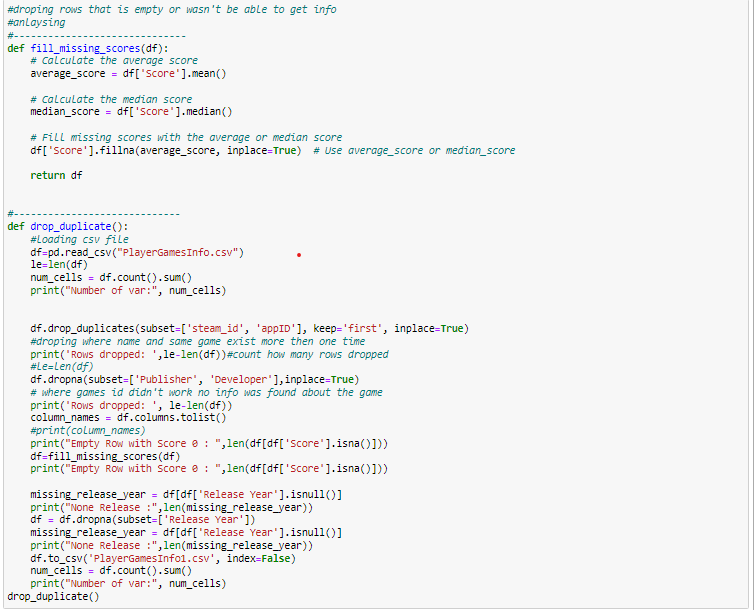 #droping rows that is empty or wasn't be able to get info
#anlaysing
#------------------------------
def fill_missing_scores(df):
    # Calculate the average score
    average_score = df['Score'].mean()

    # Calculate the median score
    median_score = df['Score'].median()

    # Fill missing scores with the average or median score
    df['Score'].fillna(average_score, inplace=True)  # Use average_score or median_score

    return df


#-----------------------------
def drop_duplicate():
    #loading csv file
    df=pd.read_csv("PlayerGamesInfo.csv")
    le=len(df)
    num_cells = df.count().sum()
    print("Number of var:", num_cells)


    df.drop_duplicates(subset=['steam_id', 'appID'], keep='first', inplace=True)
    #droping where name and same game exist more then one time
    print('Rows dropped: ',le-len(df))#count how many rows dropped
    #le=len(df)
    df.dropna(subset=['Publisher', 'Developer'],inplace=True)
    # where games id didn't work no info was found about the game
    print('Rows dropped: ', le-len(df))
    column_names = df.columns.tolist()
    #print(column_names)
    print("Empty Row with Score 0 : ",len(df[df['Score'].isna()]))
    df=fill_missing_scores(df)
    print("Empty Row with Score 0 : ",len(df[df['Score'].isna()]))

    missing_release_year = df[df['Release Year'].isnull()]
    print("None Release :",len(missing_release_year))
    df = df.dropna(subset=['Release Year'])
    missing_release_year = df[df['Release Year'].isnull()]
    print("None Release :",len(missing_release_year))
    df.to_csv('PlayerGamesInfo1.csv', index=False)
    num_cells = df.count().sum()
    print("Number of var:", num_cells)
drop_duplicate()